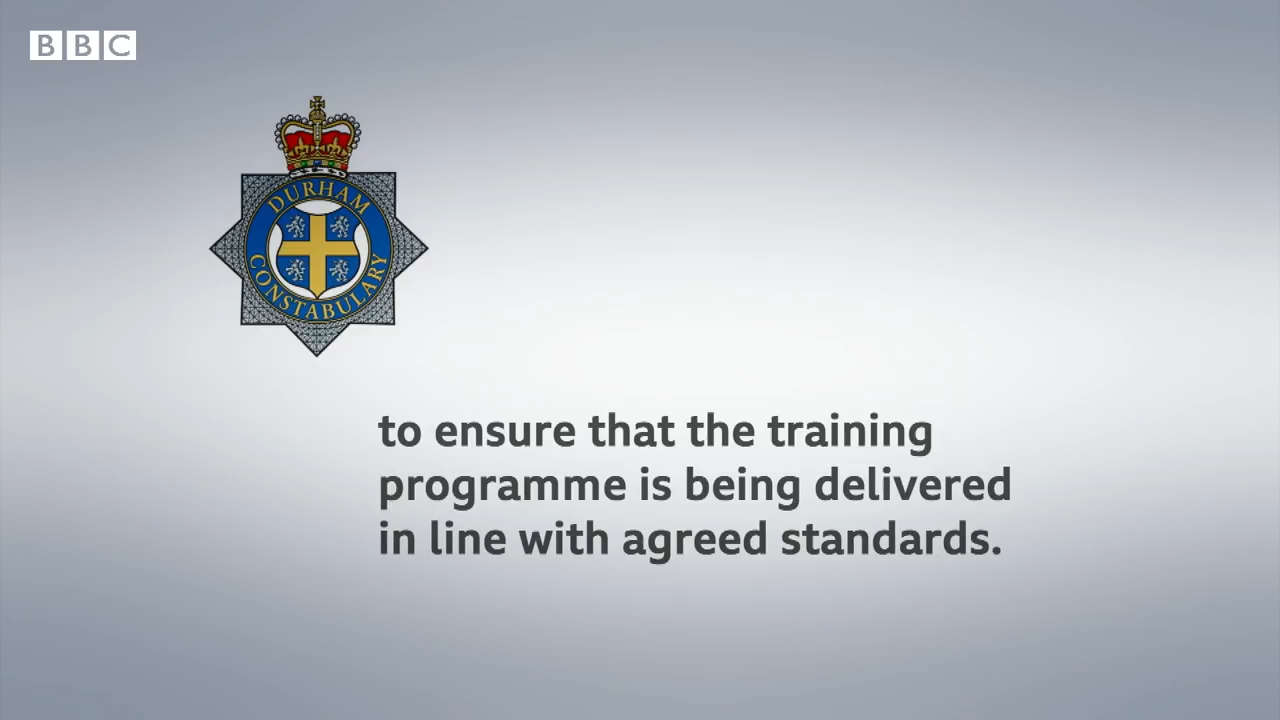 BBC
DURHAM
CONSTABULARY
to ensure that the training
programme is being delivered
in line with agreed standards.